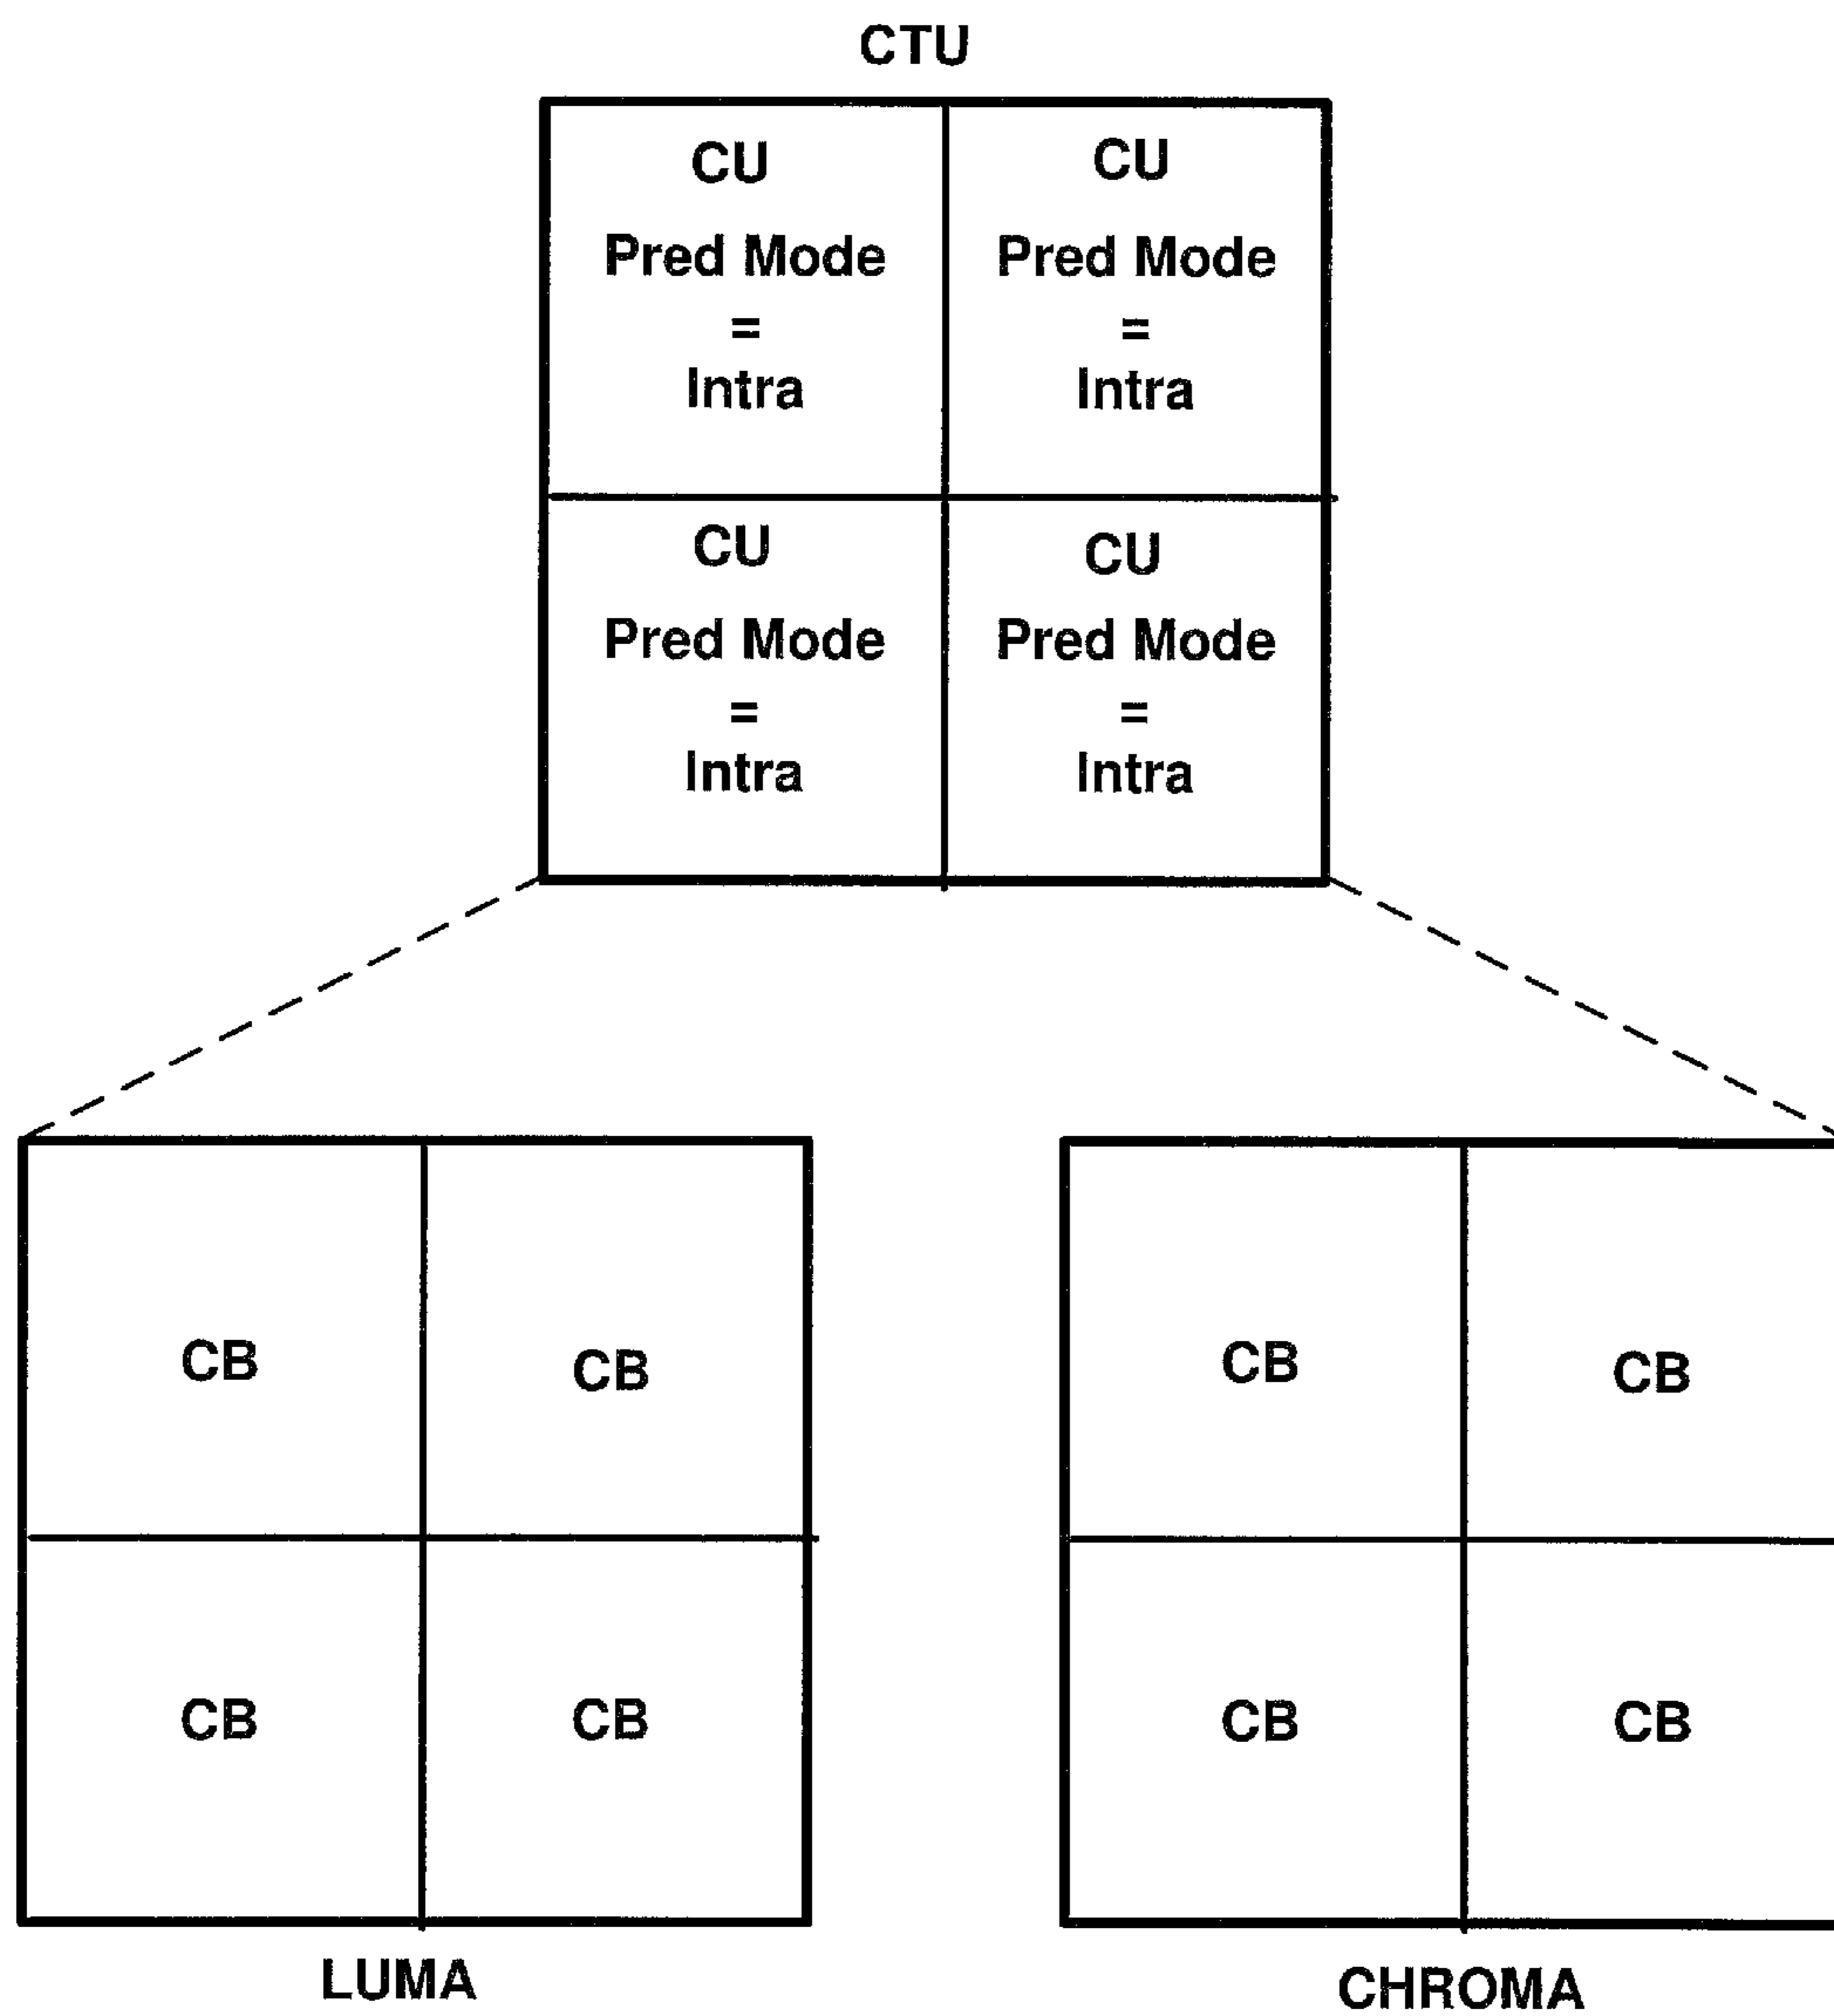 CTU
CU
Pred Mode
=
Intra
CU
Pred Mode
=
Intra
CU
Pred Mode
=
Intra
CU
Pred Mode
=
Intra
CB
CB
CB
CB
LUMA
CB
CB
CB
CB
CHROMA